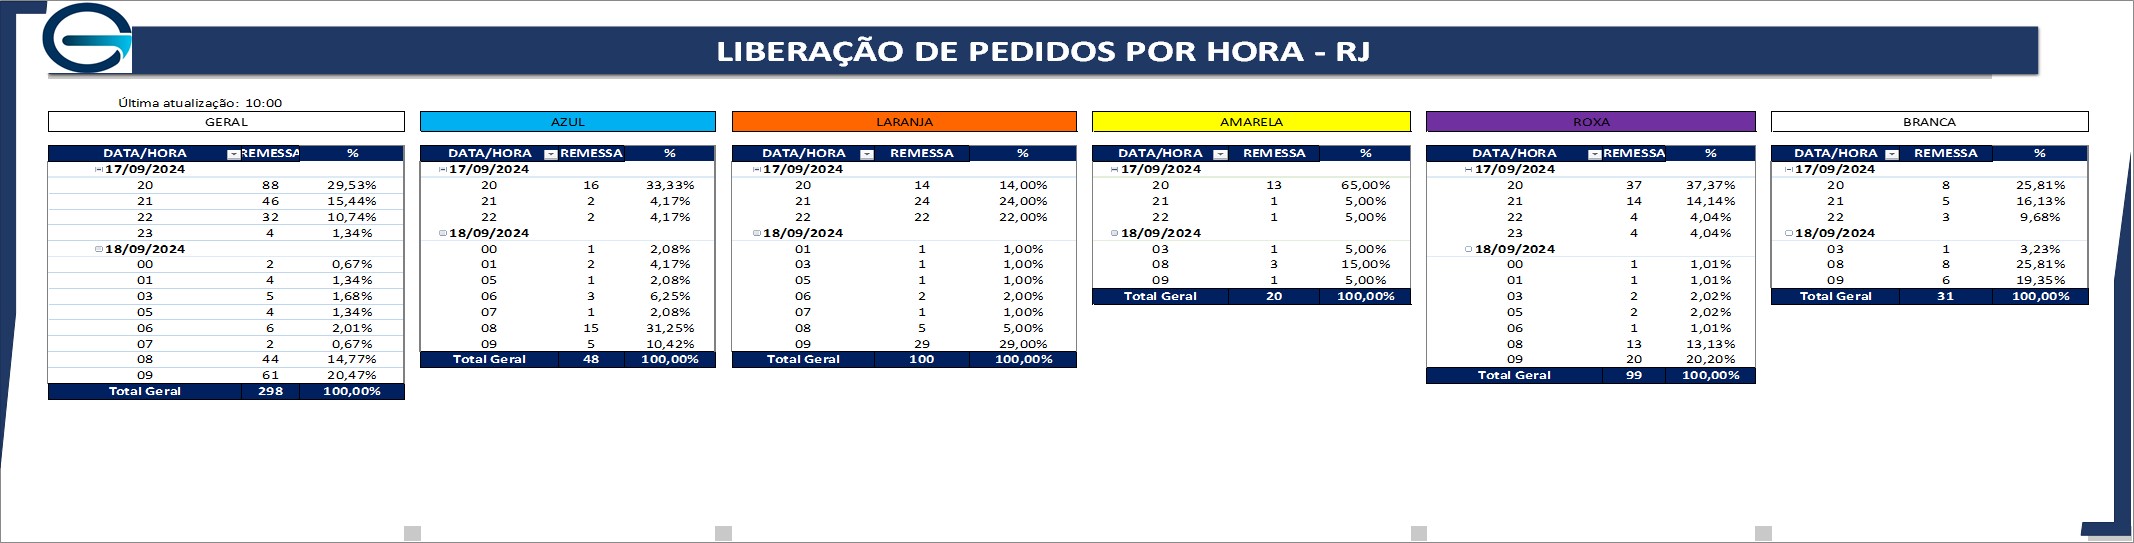 LIBERAÇÃO DE PEDIDOS POR HORA - RJ
Última atualização: 10:00
GERAL
DATA/HORA REMESSA %
17/09/2024
20 88 29,53%
21 46 15,44%
22 32 10,74%
23 4 1,34%
18/09/2024
00 2 0,67%
01 4 1,34%
03 5 1,68%
05 4 1,34%
06 6 2,01%
07 2 0,67%
08 44 14,77%
09 61 20,47%
Total Geral 298 100,00%
AZUL
DATA/HORA REMESSA %
17/09/2024
20 16 33,33%
21 2 4,17%
22 2 4,17%
18/09/2024
00 1 2,08%
01 2 4,17%
05 1 2,08%
06 3 6,25%
07 1 2,08%
08 15 31,25%
09 5 10,42%
Total Geral 48 100,00%
LARANJA
DATA/HORA REMESSA %
17/09/2024
20 14 14,00%
21 24 24,00%
22 22 22,00%
18/09/2024
01 1 1,00%
03 1 1,00%
05 1 1,00%
06 2 2,00%
07 1 1,00%
08 5 5,00%
09 29 29,00%
Total Geral 100 100,00%
AMARELA
DATA/HORA REMESSA %
17/09/2024
20 13 65,00%
21 1 5,00%
22 1 5,00%
18/09/2024
03 1 5,00%
08 3 15,00%
09 1 5,00%
Total Geral 20 100,00%
ROXA
DATA/HORA REMESSA %
17/09/2024
20 37 37,37%
21 14 14,14%
22 4 4,04%
23 4 4,04%
18/09/2024
00 1 1,01%
01 1 1,01%
03 2 2,02%
05 2 2,02%
06 1 1,01%
08 13 13,13%
09 20 20,20%
Total Geral 99 100,00%
BRANCA
DATA/HORA REMESSA %
17/09/2024
20 8 25,81%
21 5 16,13%
22 3 9,68%
18/09/2024
03 1 3,23%
08 8 25,81%
09 6 19,35%
Total Geral 31 100,00%